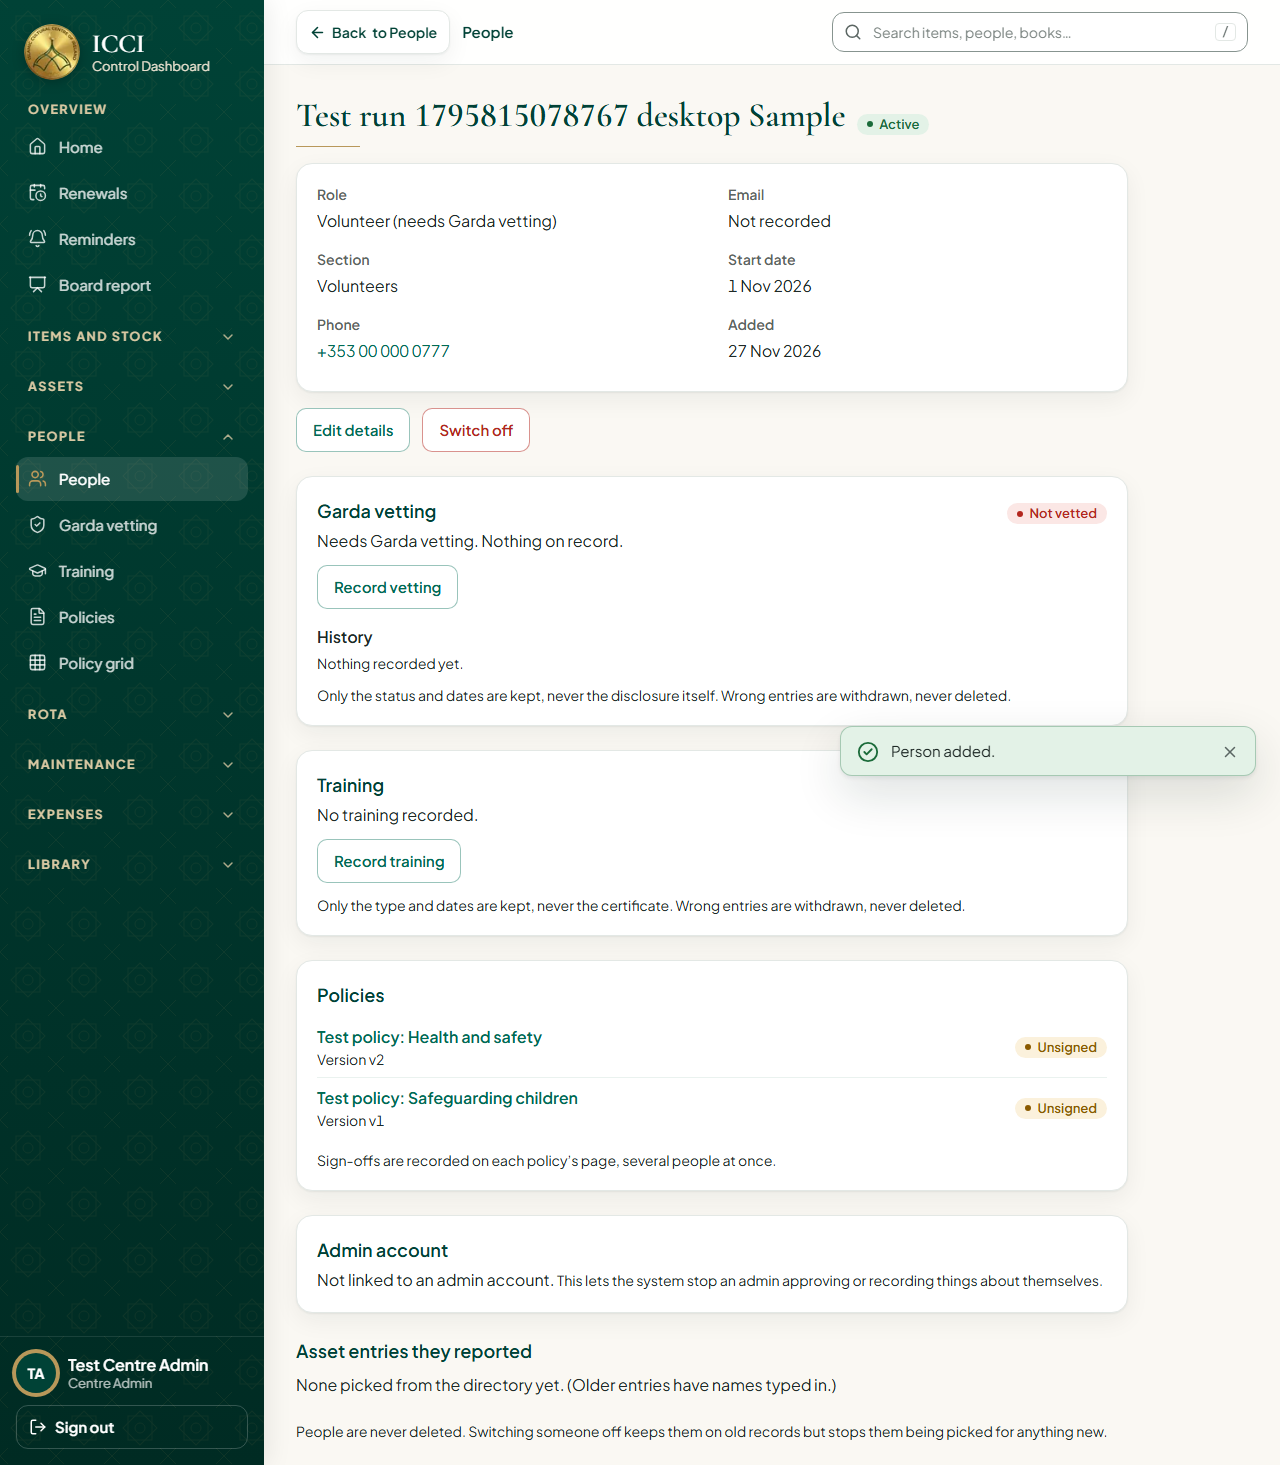 ICCI
Control Dashboard
OVERVIEW
Home
Renewals
Reminders
Board report
ITEMS AND STOCK
ASSETS
PEOPLE
People
Garda vetting
Training
Policies
Policy grid
ROTA
MAINTENANCE
EXPENSES
LIBRARY
TA
Test Centre Admin
Centre Admin
Sign out
Back to People
People
Search items, people, books...
/
Test run 1795815078767 desktop Sample
Active
Role
Volunteer (needs Garda vetting)
Email
Not recorded
Section
Volunteers
Start date
1 Nov 2026
Phone
+353 00 000 0777
Added
27 Nov 2026
Edit details
Switch off
Garda vetting
Not vetted
Needs Garda vetting. Nothing on record.
Record vetting
History
Nothing recorded yet.
Only the status and dates are kept, never the disclosure itself. Wrong entries are withdrawn, never deleted.
Person added.
Training
No training recorded.
Record training
Only the type and dates are kept, never the certificate. Wrong entries are withdrawn, never deleted.
Policies
Test policy: Health and safety
Version v2
Unsigned
Test policy: Safeguarding children
Version v1
Unsigned
Sign-offs are recorded on each policy's page, several people at once.
Admin account
Not linked to an admin account. This lets the system stop an admin approving or recording things about themselves.
Asset entries they reported
None picked from the directory yet. (Older entries have names typed in.)
People are never deleted. Switching someone off keeps them on old records but stops them being picked for anything new.